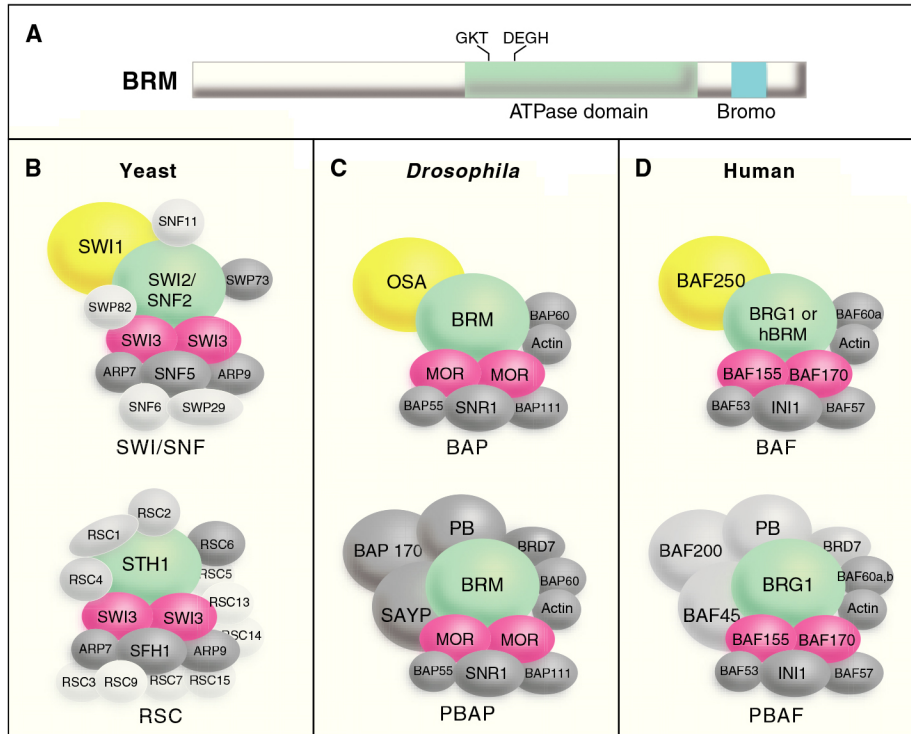 A
GKT DEGH
BRM
ATPase domain Bromo
B Yeast
SNF11
SWI1
SWI2/
SNF2
SWP73
SWP82
SWI3 SWI3
ARP7 SNF5 ARP9
SNF6 SWP29
SWI/SNF
RSC2
RSC1
RSC6
STH1
RSC5
RSC4
RSC13
SWI3 SWI3
RSC14
ARP7 SFH1 ARP9
RSC3 RSC9 RSC7 RSC15
RSC
C Drosophila
OSA
BRM
BAP60
Actin
MOR MOR
BAP55 SNR1 BAP111
BAP
PB
BAP 170
BRD7
BRM
BAP60
SAYP
Actin
MOR MOR
BAP55 SNR1 BAP111
PBAP
D Human
BAF250
BRG1 or
hBRM
BAF60a
Actin
BAF155 BAF170
BAF53 INI1 BAF57
BAF
PB
BAF200
BRD7
BRG1
BAF60a,b
BAF45
Actin
BAF155 BAF170
BAF53 INI1 BAF57
PBAF